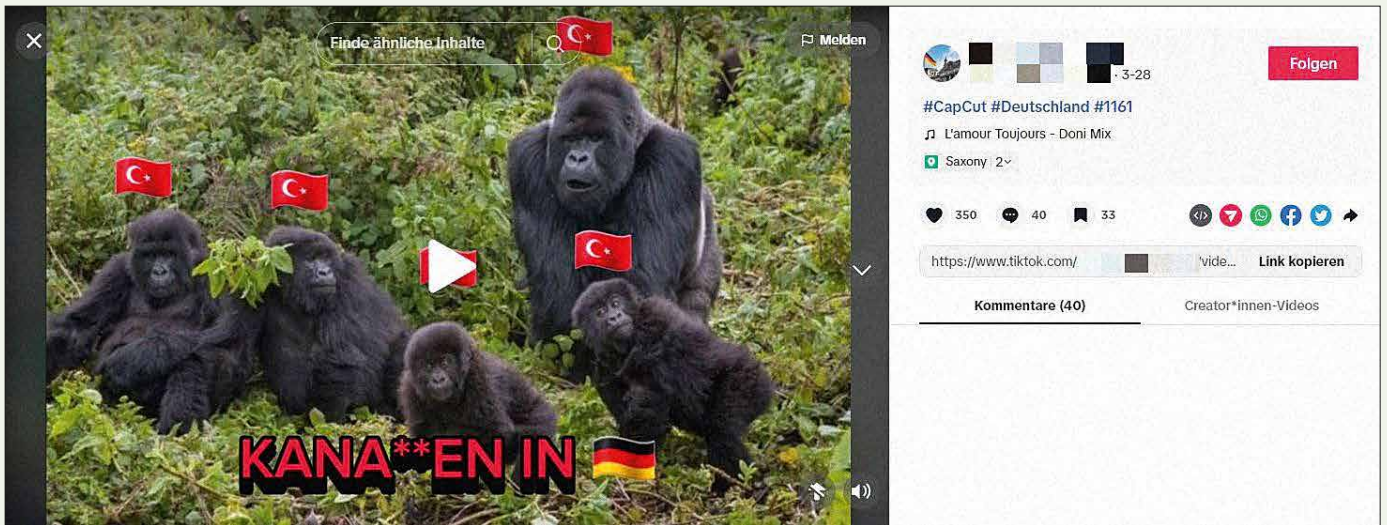 Finde ähnliche Inhalte
Melden
KANA**EN IN
· 3-28
Folgen
#CapCut #Deutschland #1161
L'amour Toujours - Doni Mix
Saxony 2
350 40 33
https://www.tiktok.com/ 'vide... Link kopieren
Kommentare (40) Creator*innen-Videos